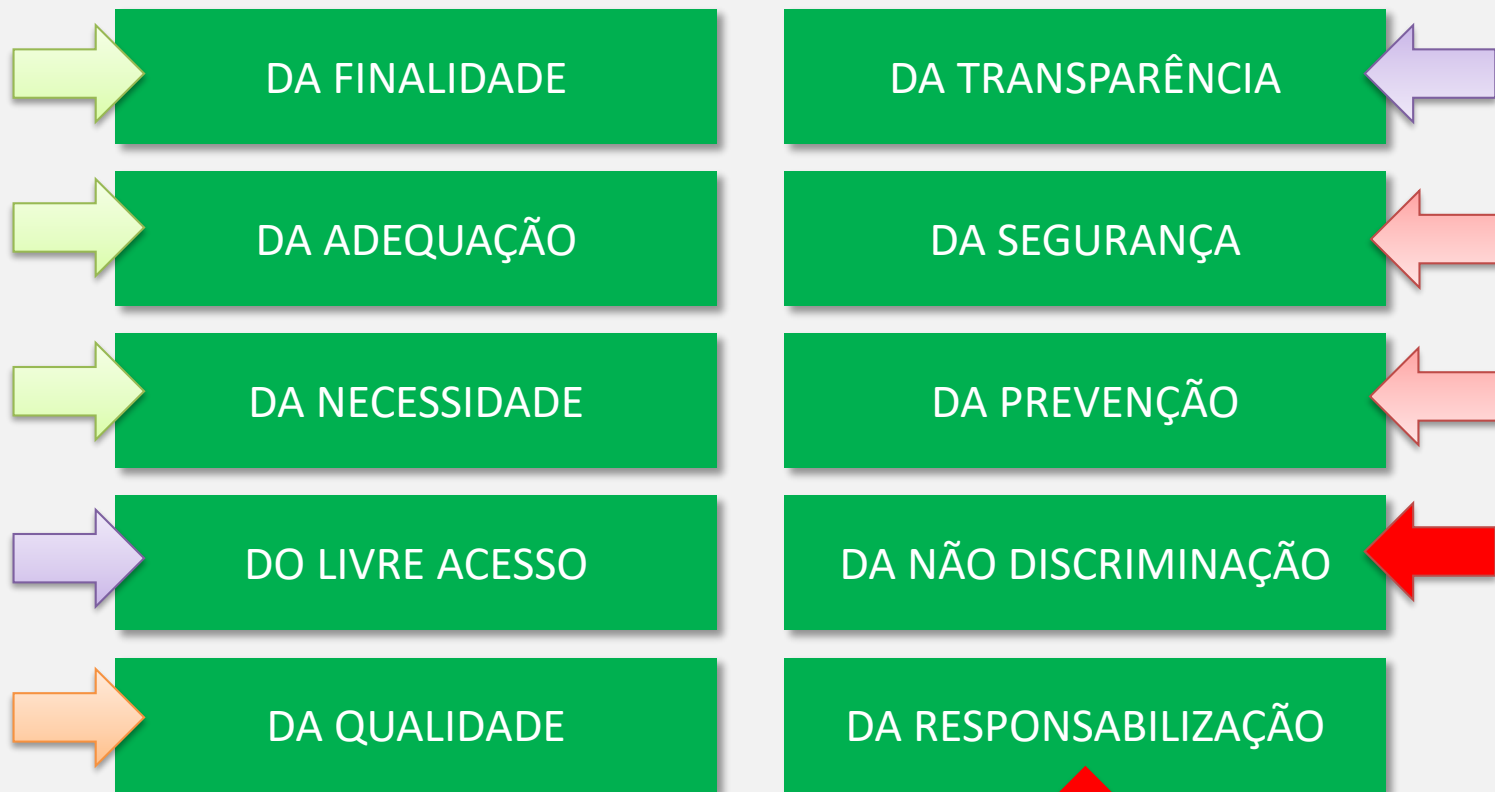 DA FINALIDADE
DA ADEQUAÇÃO
DA NECESSIDADE
DO LIVRE ACESSO
DA QUALIDADE
DA TRANSPARÊNCIA
DA SEGURANÇA
DA PREVENÇÃO
DA NÃO DISCRIMINAÇÃO
DA RESPONSABILIZAÇÃO